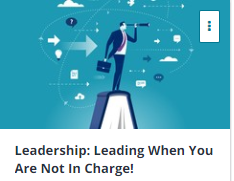 Leadership: Leading When You
Are Not In Charge!